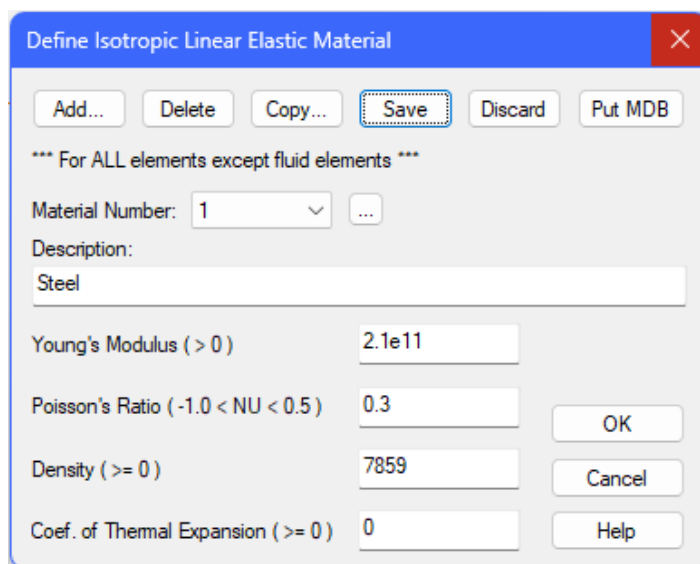 Define Isotropic Linear Elastic Material
Add... Delete Copy... Save Discard Put MDB
*** For ALL elements except fluid elements ***
Material Number: 1 ...
Description:
Steel
Young's Modulus ( > 0 ) 2.1e11
Poisson's Ratio ( -1.0 < NU < 0.5 ) 0.3
OK
Density ( >= 0 ) 7859
Cancel
Coef. of Thermal Expansion ( >= 0 ) 0
Help